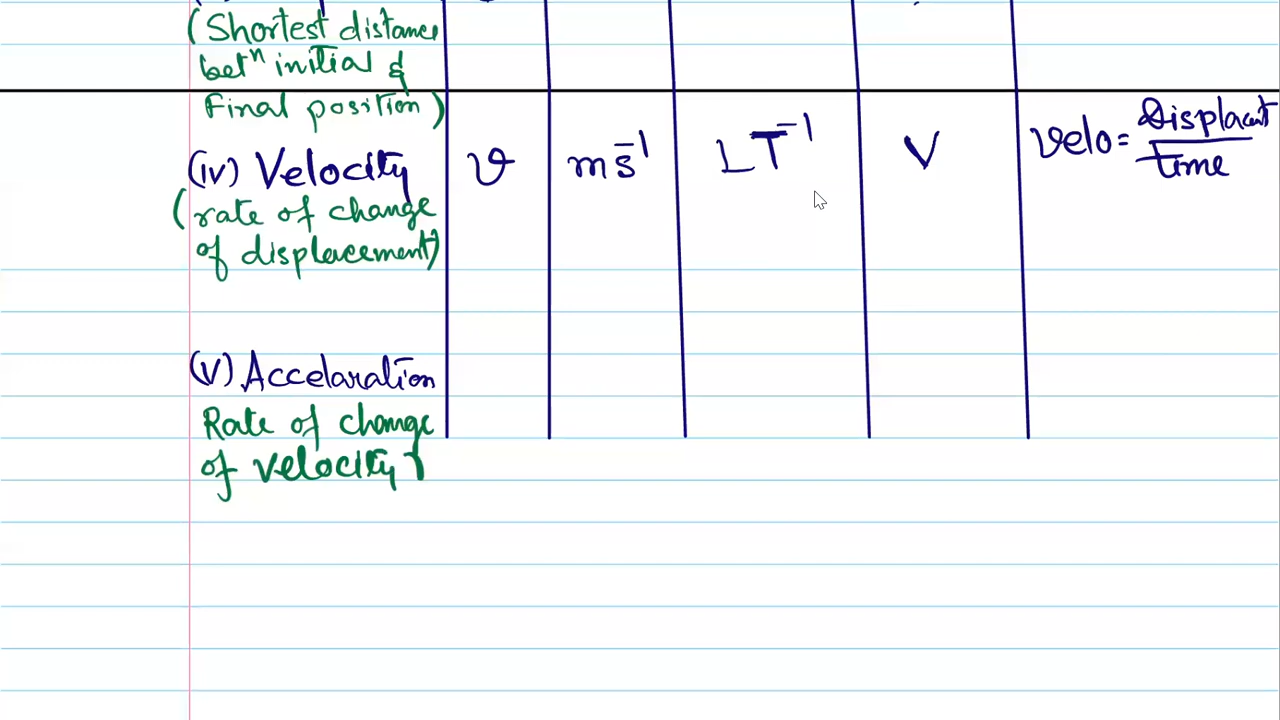 (Shortest distance
betⁿ initial &
Final position)
(iv) Velocity v ms⁻¹ LT⁻¹ V Velo = Displacemt / time
(rate of change
of displacement)
(V) Accelaration
Rate of change
of velocity)